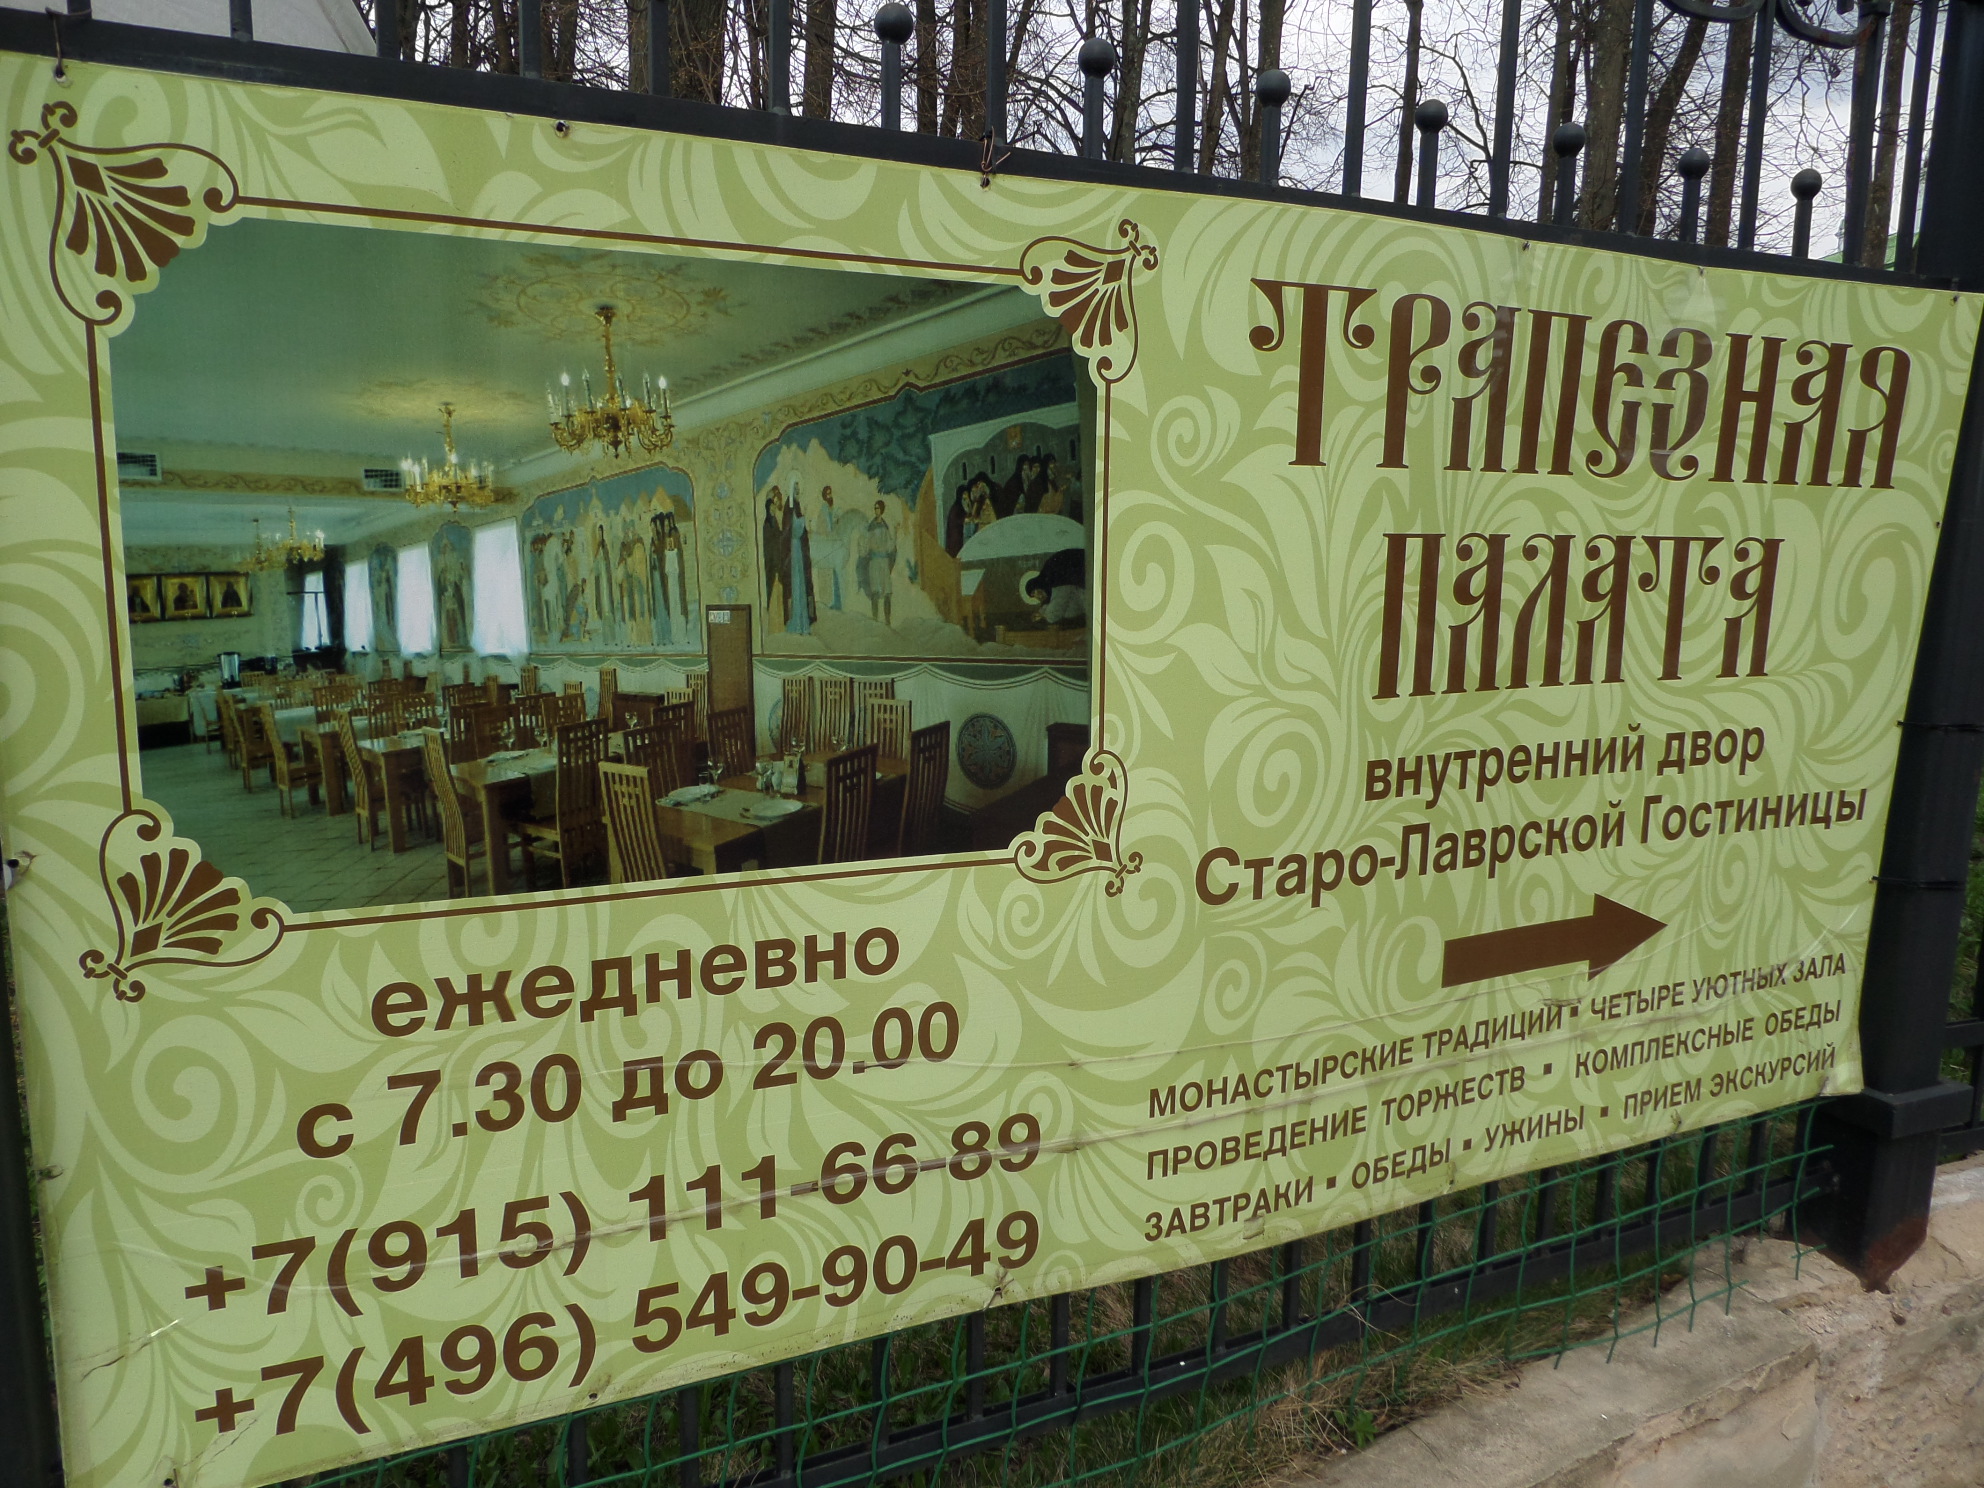 ТРАПЕЗНАЯ
ПАЛАТА
внутренний двор
Старо-Лаврской Гостиницы
ежедневно
с 7.30 до 20.00
+7(915) 111-66-89
+7(496) 549-90-49
МОНАСТЫРСКИЕ ТРАДИЦИИ ▪ ЧЕТЫРЕ УЮТНЫХ ЗАЛА
ПРОВЕДЕНИЕ ТОРЖЕСТВ ▪ КОМПЛЕКСНЫЕ ОБЕДЫ
ЗАВТРАКИ ▪ ОБЕДЫ ▪ УЖИНЫ ▪ ПРИЕМ ЭКСКУРСИЙ